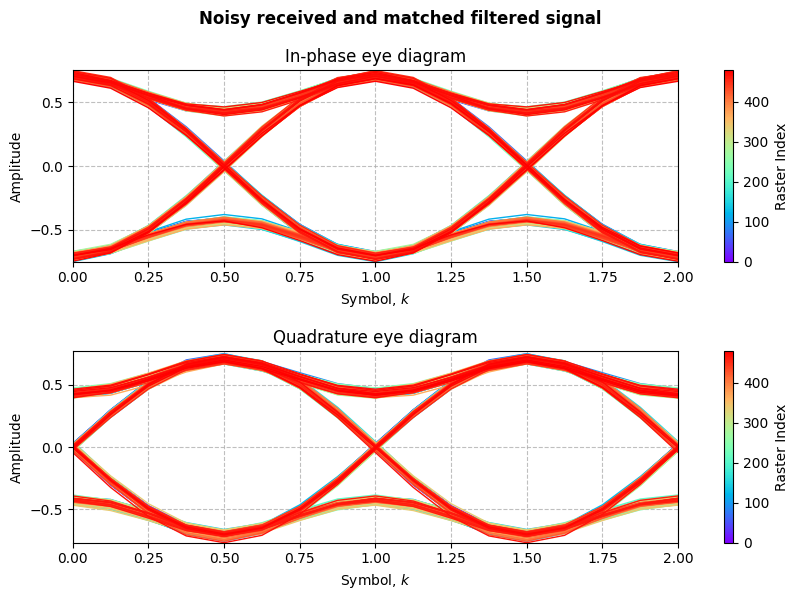 Noisy received and matched filtered signal
In-phase eye diagram
Amplitude
0.5
0.0
−0.5
0.00 0.25 0.50 0.75 1.00 1.25 1.50 1.75 2.00
Symbol, k
400
300
200
100
0
Raster Index
Quadrature eye diagram
Amplitude
0.5
0.0
−0.5
0.00 0.25 0.50 0.75 1.00 1.25 1.50 1.75 2.00
Symbol, k
400
300
200
100
0
Raster Index